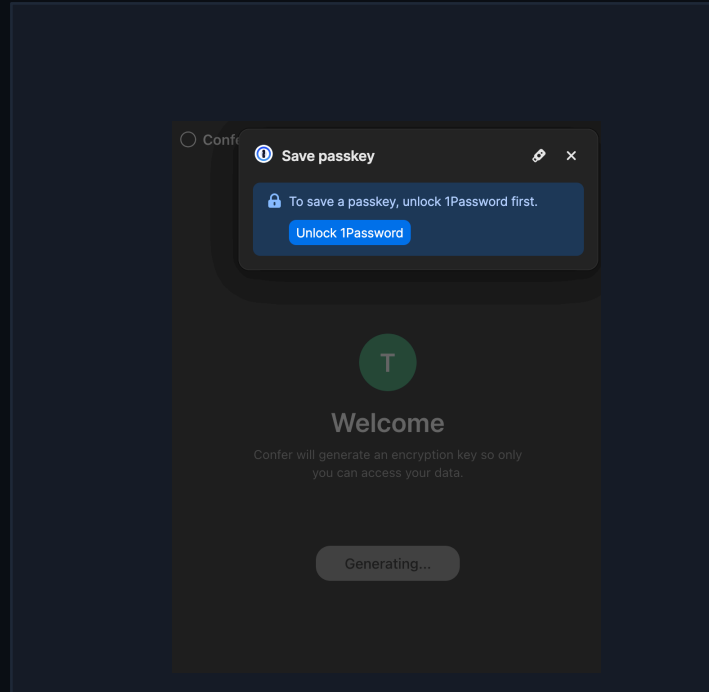 Confe
Save passkey
To save a passkey, unlock 1Password first.
Unlock 1Password
T
Welcome
Confer will generate an encryption key so only
you can access your data.
Generating...